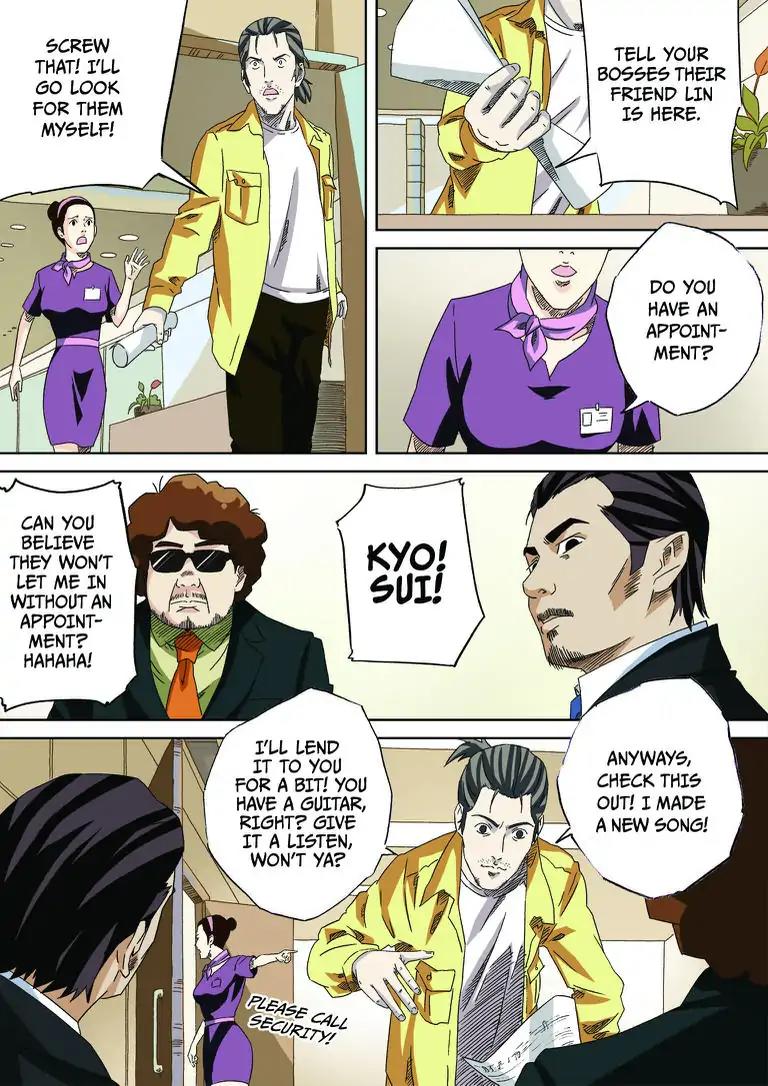 TELL YOUR
BOSSES THEIR
FRIEND LIN
IS HERE.
DO YOU
HAVE AN
APPOINT-
MENT?
SCREW
THAT! I'LL
GO LOOK
FOR THEM
MYSELF!
KYO!
SUI!
CAN YOU
BELIEVE
THEY WON'T
LET ME IN
WITHOUT AN
APPOINT-
MENT?
HAHAHA!
ANYWAYS,
CHECK THIS
OUT! I MADE
A NEW SONG!
I'LL LEND
IT TO YOU
FOR A BIT! YOU
HAVE A GUITAR,
RIGHT? GIVE
IT A LISTEN,
WON'T YA?
PLEASE CALL
SECURITY!